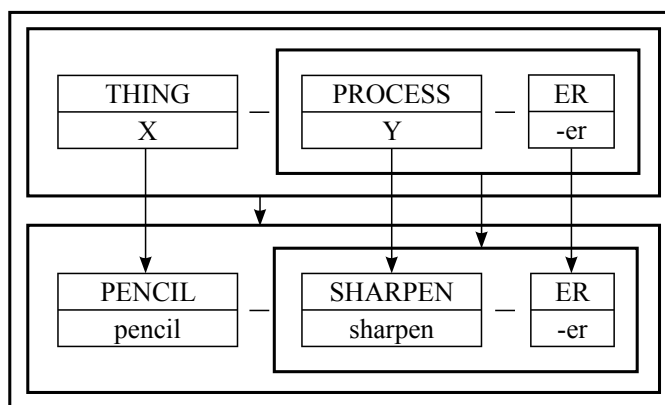 THING — PROCESS — ER
X Y -er
PENCIL — SHARPEN — ER
pencil sharpen -er